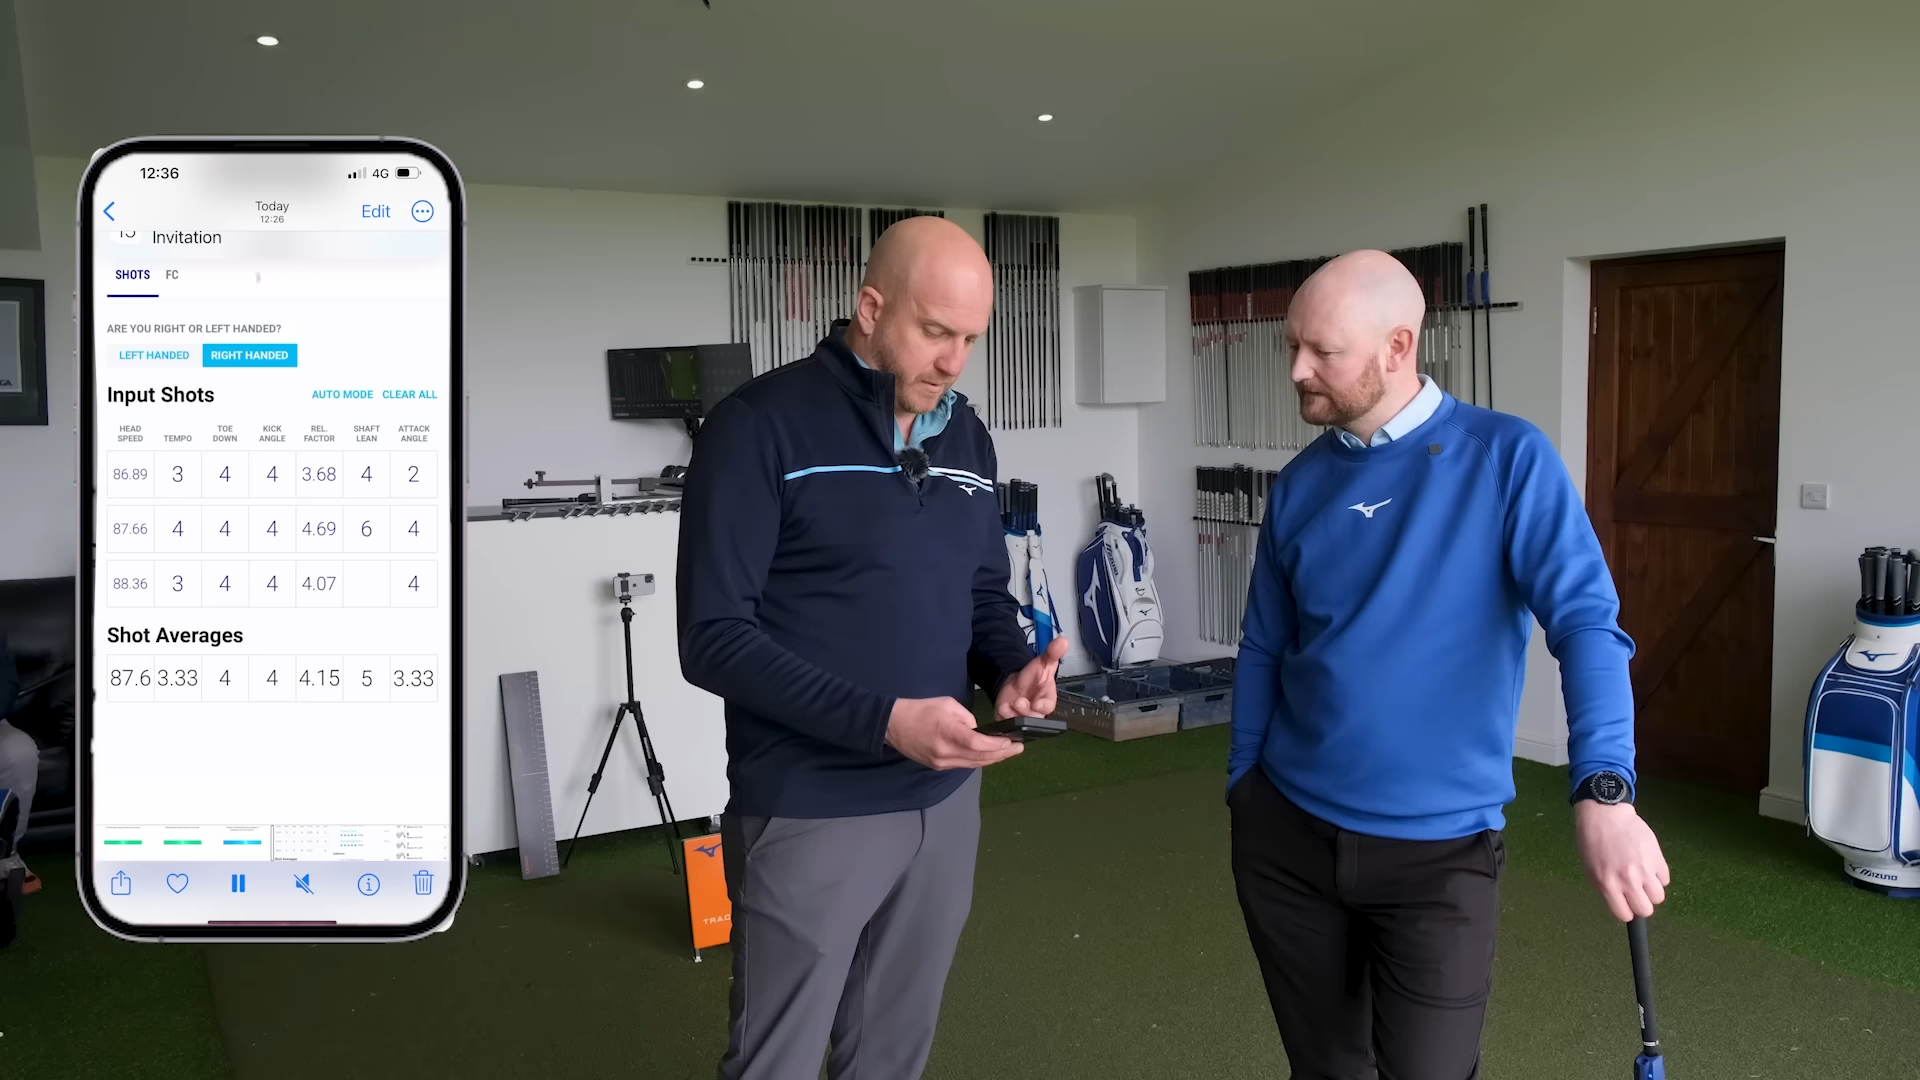 12:36
4G
Today
12:26
Edit
Invitation
SHOTS FC
ARE YOU RIGHT OR LEFT HANDED?
LEFT HANDED RIGHT HANDED
Input Shots AUTO MODE CLEAR ALL
HEAD SPEED TEMPO TOE DOWN KICK ANGLE REL. FACTOR SHAFT LEAN ATTACK ANGLE
86.89 3 4 4 3.68 4 2
87.66 4 4 4 4.69 6 4
88.36 3 4 4 4.07 4
Shot Averages
87.6 3.33 4 4 4.15 5 3.33
TRAC
MIZUNO